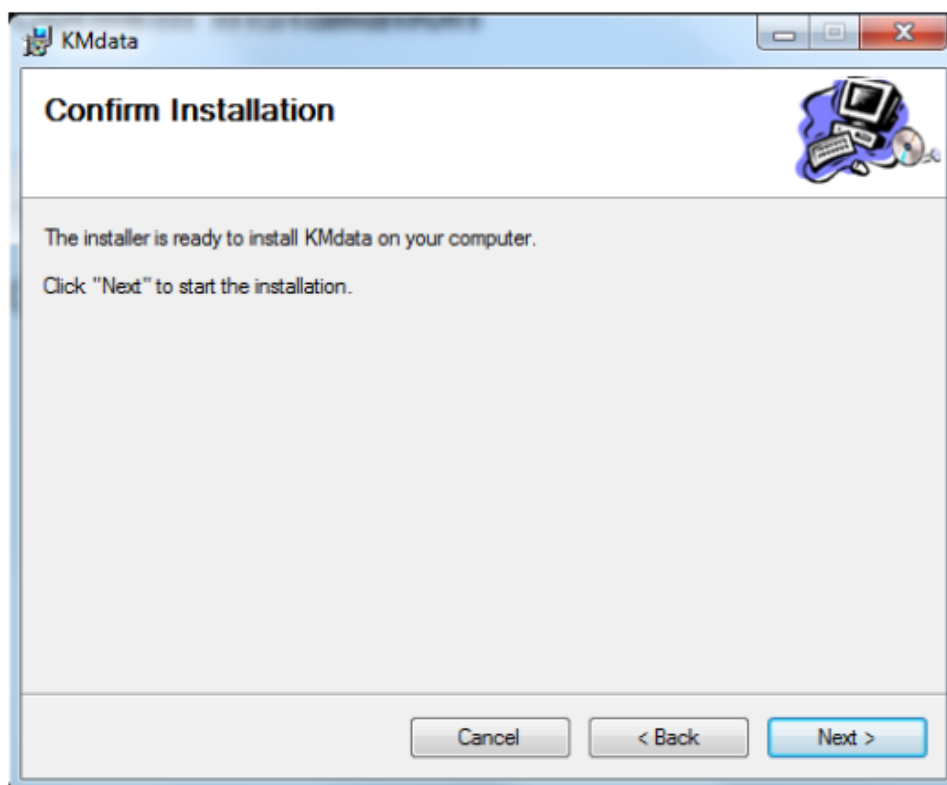 KMdata
Confirm Installation
The installer is ready to install KMdata on your computer.
Click "Next" to start the installation.
Cancel
< Back
Next >